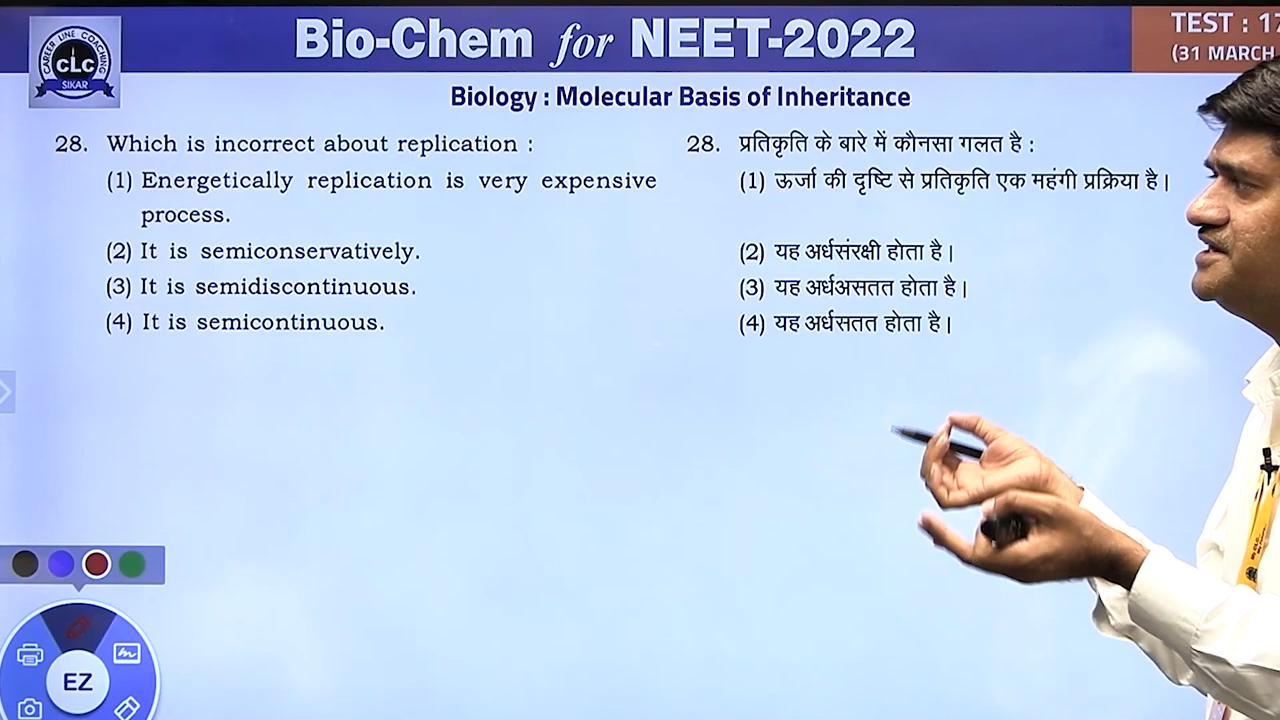 CAREER LINE COACHING
CLC
SIKAR
Bio-Chem for NEET-2022
TEST : 17
(31 MARCH
Biology : Molecular Basis of Inheritance
28. Which is incorrect about replication :
(1) Energetically replication is very expensive
process.
(2) It is semiconservatively.
(3) It is semidiscontinuous.
(4) It is semicontinuous.
28. प्रतिकृति के बारे में कौनसा गलत है :
(1) ऊर्जा की दृष्टि से प्रतिकृति एक महंगी प्रक्रिया है।
(2) यह अर्धसंरक्षी होता है।
(3) यह अर्धअसतत होता है।
(4) यह अर्धसतत होता है।
EZ